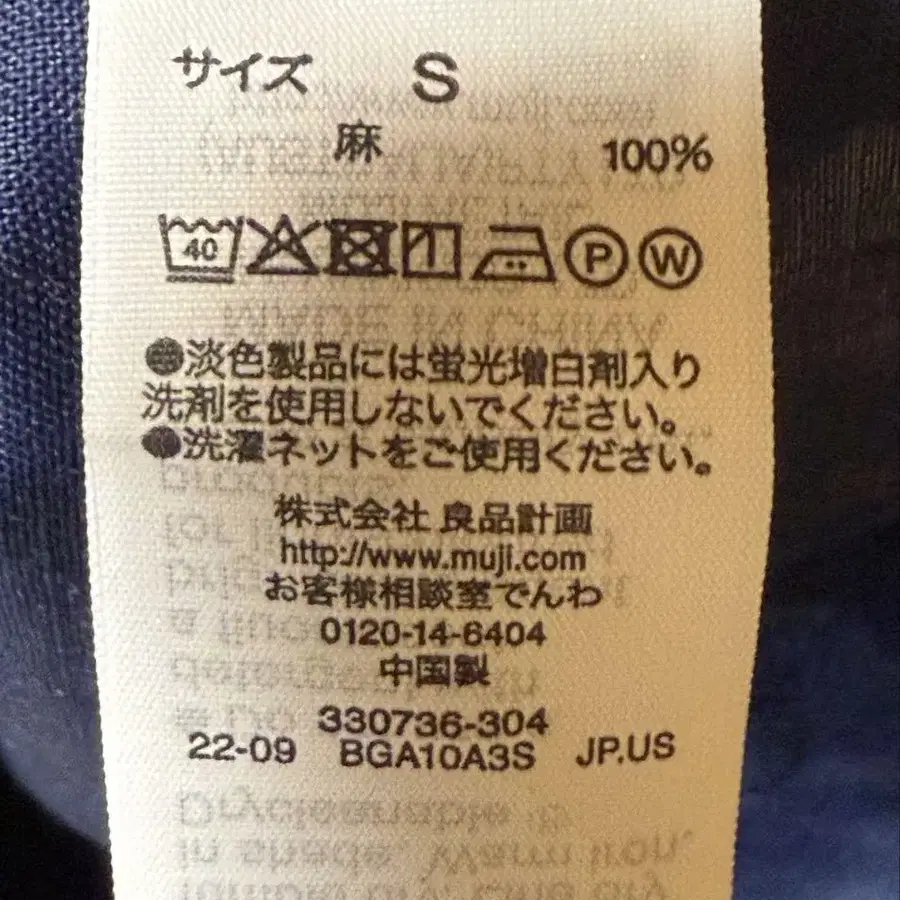 サイズ S
麻 100%
40 P W
●淡色製品には蛍光増白剤入り
洗剤を使用しないでください。
●洗濯ネットをご使用ください。
株式会社 良品計画
http://www.muji.com
お客様相談室でんわ
0120-14-6404
中国製
330736-304
22-09 BGA10A3S JP.US